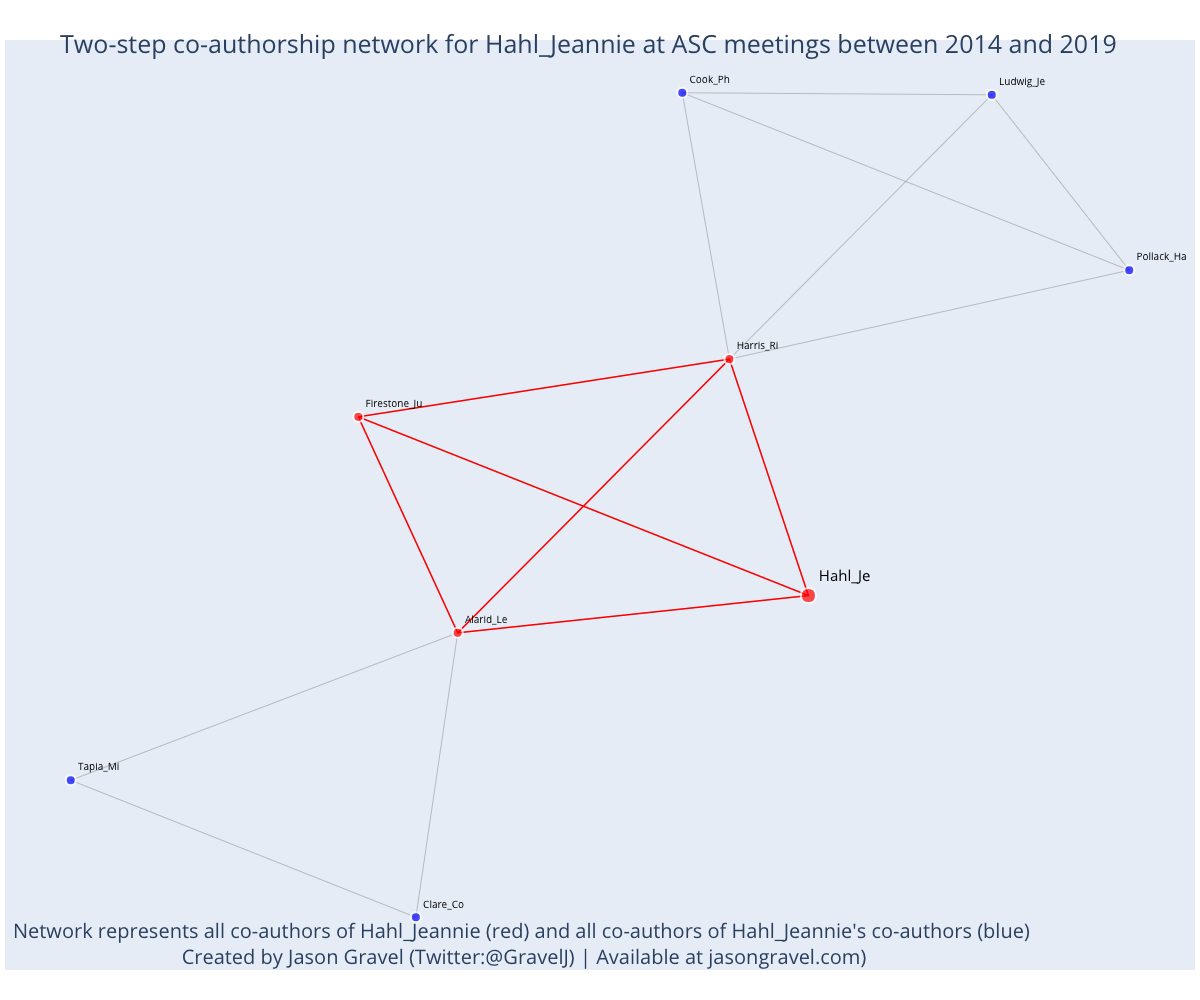 Two-step co-authorship network for Hahl_Jeannie at ASC meetings between 2014 and 2019
Cook_Ph
Ludwig_Je
Pollack_Ha
Harris_Ri
Firestone_Ju
Hahl_Je
Alarid_Le
Tapia_Mi
Clare_Co
Network represents all co-authors of Hahl_Jeannie (red) and all co-authors of Hahl_Jeannie's co-authors (blue)
Created by Jason Gravel (Twitter:@GravelJ) | Available at jasongravel.com)